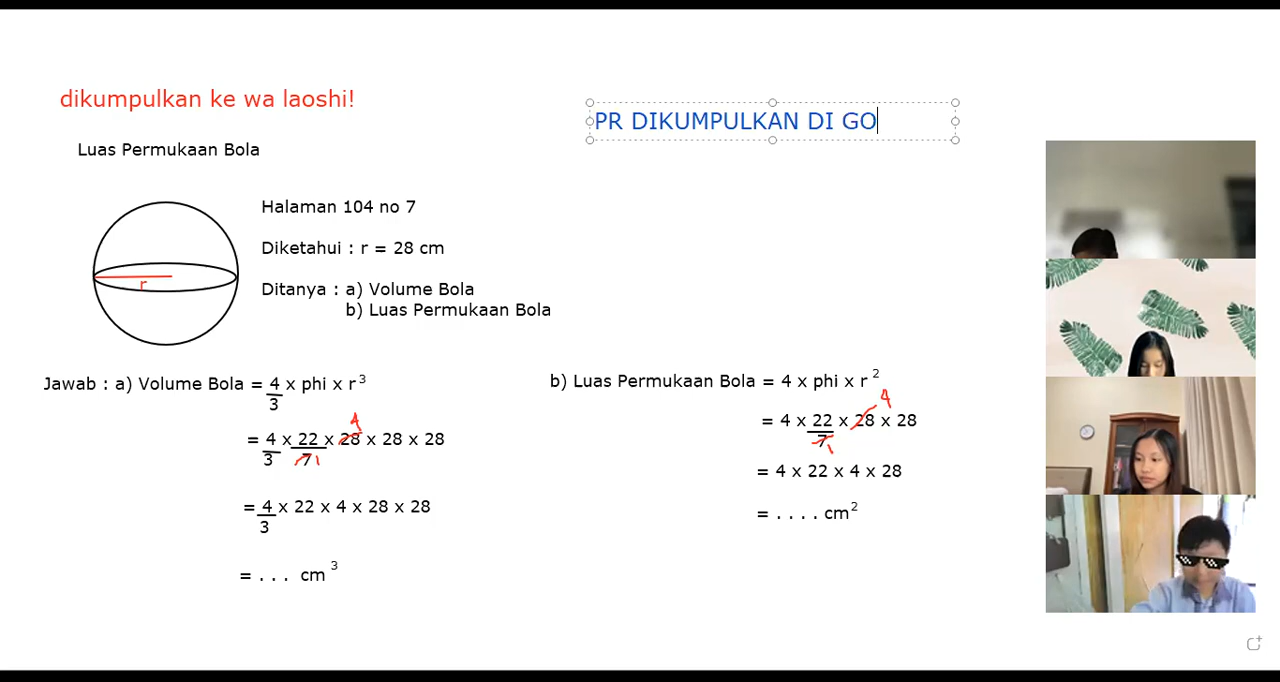 dikumpulkan ke wa laoshi!
PR DIKUMPULKAN DI GO
Luas Permukaan Bola
Halaman 104 no 7
Diketahui : r = 28 cm
r
Ditanya : a) Volume Bola
b) Luas Permukaan Bola
Jawab : a) Volume Bola = 4/3 x phi x r³
= 4/3 x 22/7 x 28 x 28 x 28
4
1
= 4/3 x 22 x 4 x 28 x 28
= . . . cm³
b) Luas Permukaan Bola = 4 x phi x r²
= 4 x 22/7 x 28 x 28
4
1
= 4 x 22 x 4 x 28
= . . . . cm²